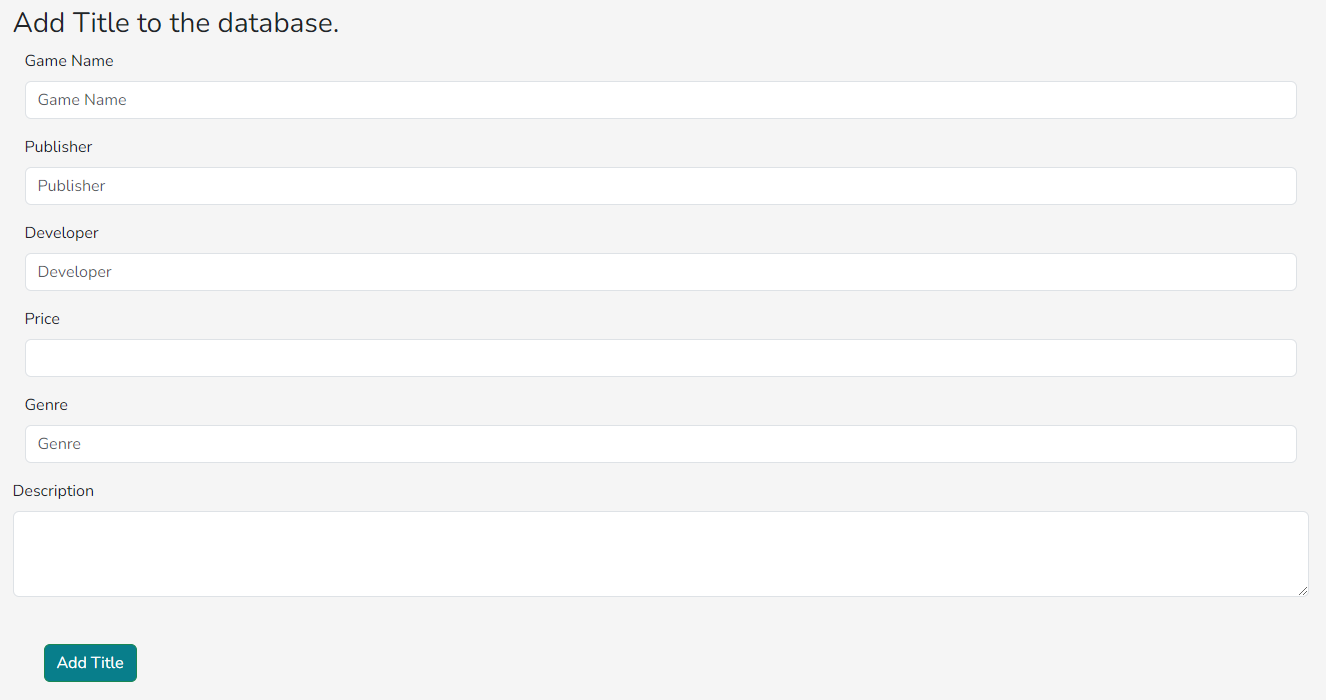 Add Title to the database.
Game Name
Game Name
Publisher
Publisher
Developer
Developer
Price
Genre
Genre
Description
Add Title